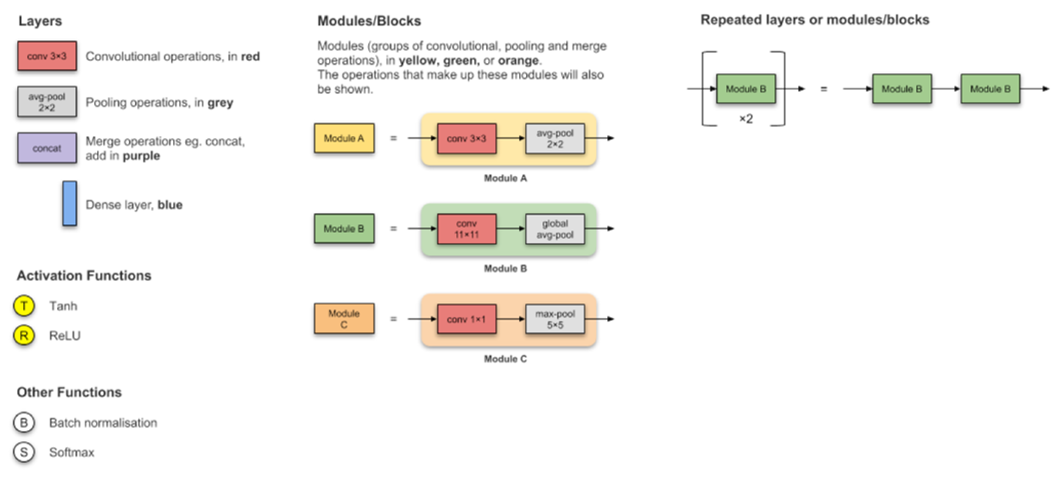 Layers
conv 3×3
Convolutional operations, in red
avg-pool
2×2
Pooling operations, in grey
concat
Merge operations eg. concat,
add in purple
Dense layer, blue
Activation Functions
T
Tanh
R
ReLU
Other Functions
B
Batch normalisation
S
Softmax
Modules/Blocks
Modules (groups of convolutional, pooling and merge
operations), in yellow, green, or orange.
The operations that make up these modules will also
be shown.
Module A
=
conv 3×3
avg-pool
2×2
Module A
Module B
=
conv
11×11
global
avg-pool
Module B
Module
C
=
conv 1×1
max-pool
5×5
Module C
Repeated layers or modules/blocks
Module B
×2
=
Module B
Module B